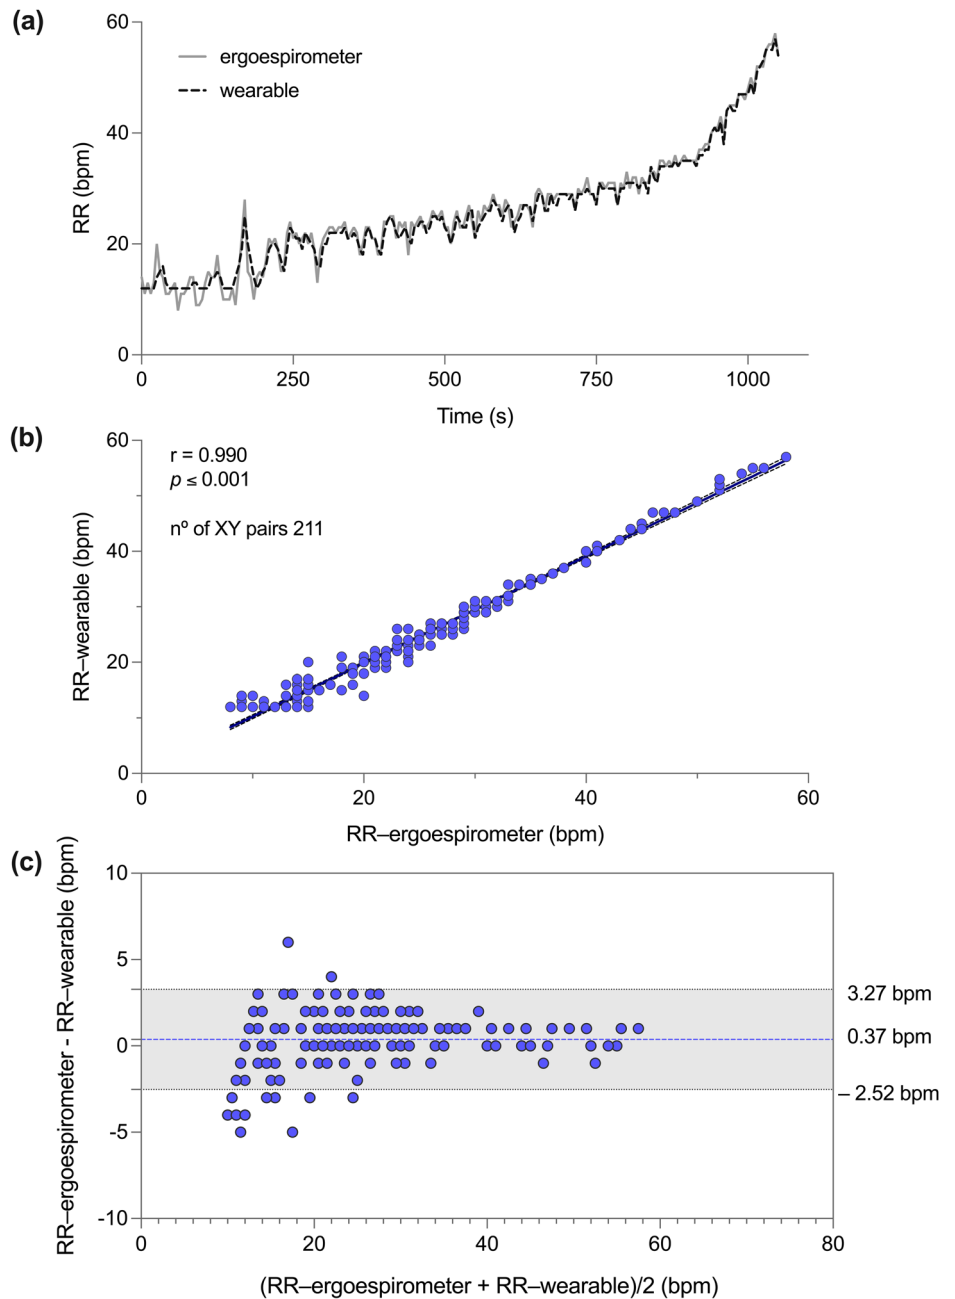 (a)
60
40
20
0
RR (bpm)
ergoespirometer
wearable
0 250 500 750 1000
Time (s)
(b)
60
40
20
0
RR–wearable (bpm)
r = 0.990
p ≤ 0.001
nº of XY pairs 211
0 20 40 60
RR–ergoespirometer (bpm)
(c)
10
5
0
-5
-10
RR–ergoespirometer - RR–wearable (bpm)
3.27 bpm
0.37 bpm
– 2.52 bpm
0 20 40 60 80
(RR–ergoespirometer + RR–wearable)/2 (bpm)